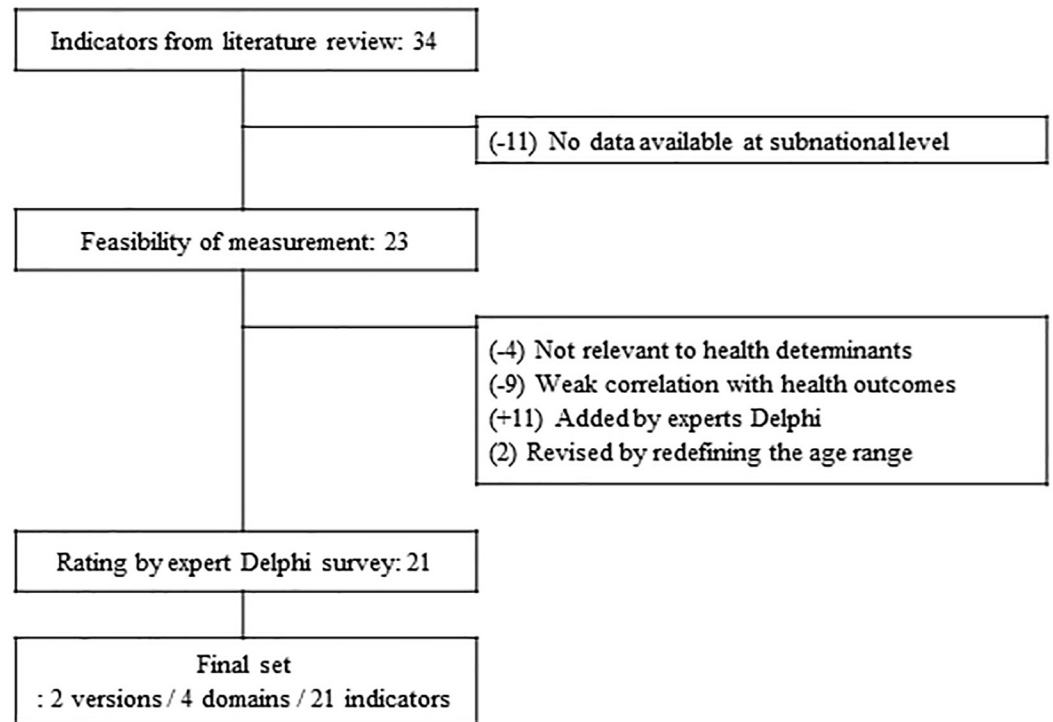 Indicators from literature review: 34
(-11) No data available at subnational level
Feasibility of measurement: 23
(-4) Not relevant to health determinants
(-9) Weak correlation with health outcomes
(+11) Added by experts Delphi
(2) Revised by redefining the age range
Rating by expert Delphi survey: 21
Final set
: 2 versions / 4 domains / 21 indicators